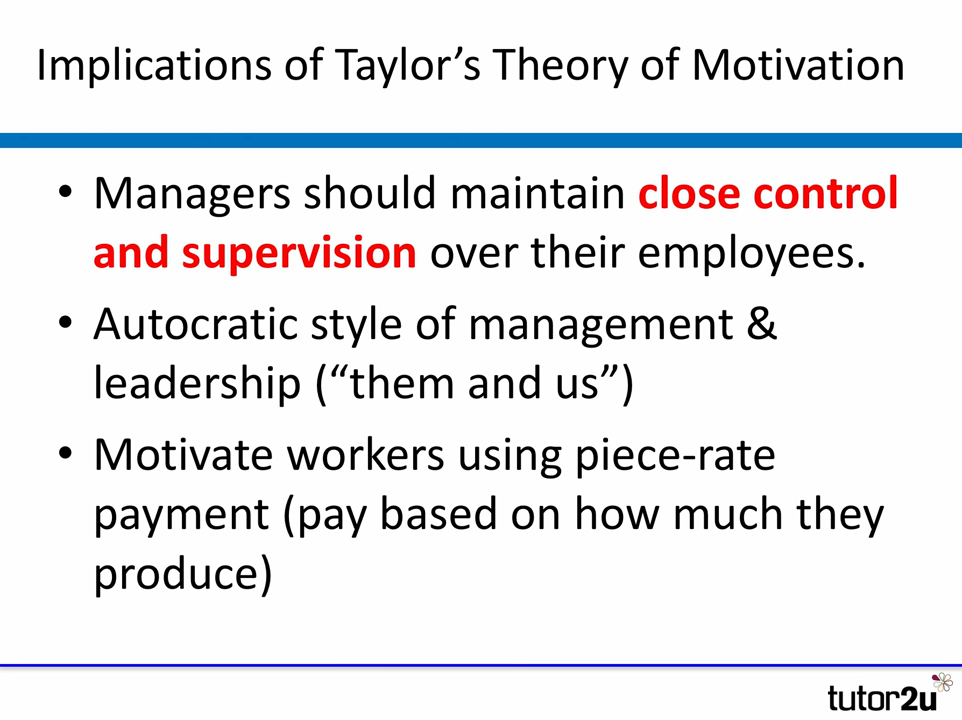 Implications of Taylor’s Theory of Motivation
• Managers should maintain close control
and supervision over their employees.
• Autocratic style of management &
leadership (“them and us”)
• Motivate workers using piece-rate
payment (pay based on how much they
produce)
tutor2u